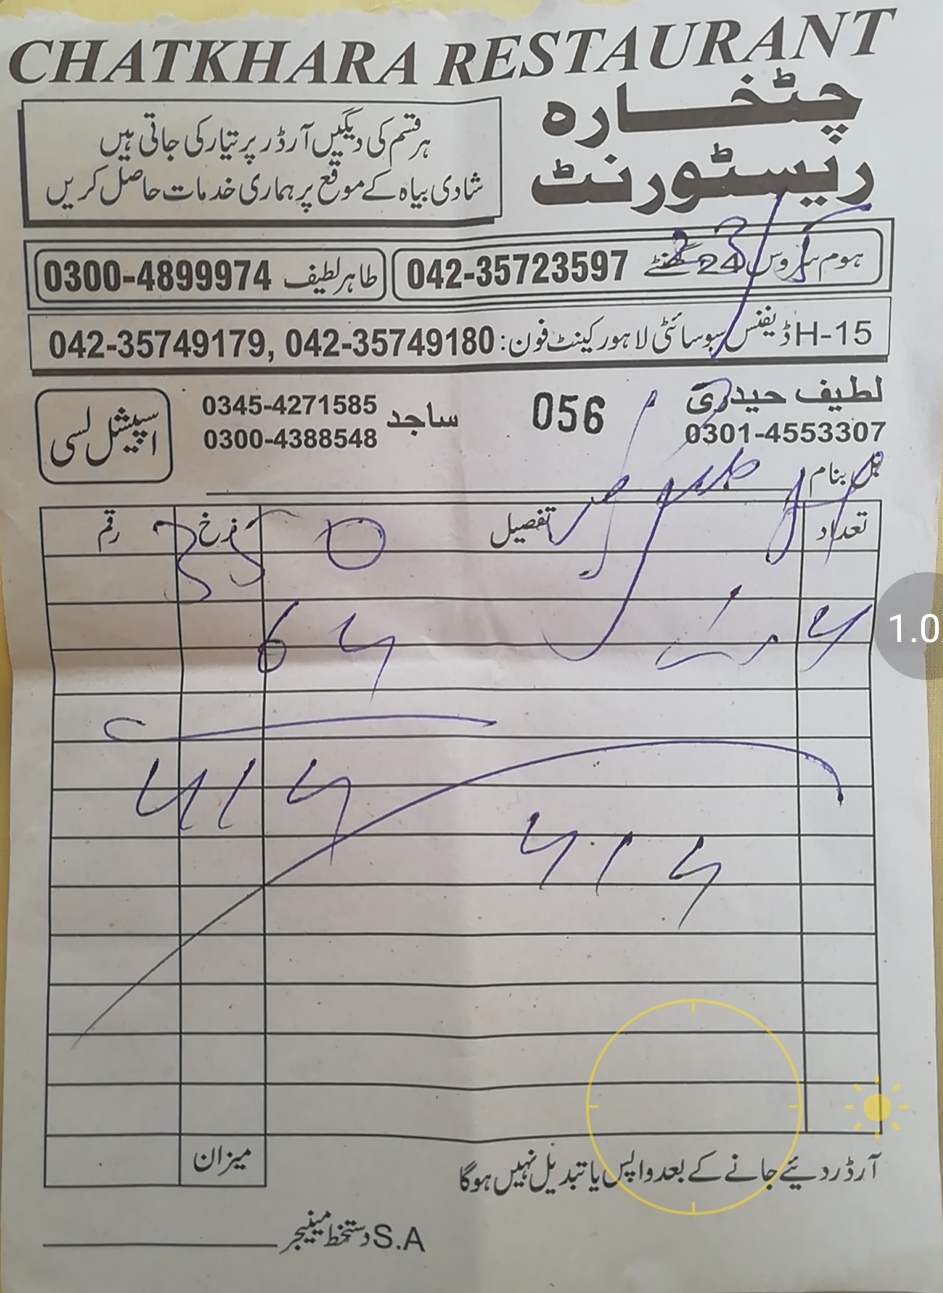 CHATKHARA RESTAURANT
چٹخارہ
ریسٹورنٹ
ہر قسم کی دیگیں آرڈر پر تیار کی جاتی ہیں
شادی بیاہ کے موقع پر ہماری خدمات حاصل کریں
ہوم سروس 24 گھنٹے 042-35723597
طاہر لطیف 0300-4899974
H-15 ڈیفنس سوسائٹی لاہور کینٹ فون: 042-35749180, 042-35749179
لطیف حیدری
0301-4553307
056
ساجد 0345-4271585
0300-4388548
اسپیشل لسی
بل بنام
تعداد تفصیل نرخ رقم
350
64
414
414
میزان
آرڈر دئیے جانے کے بعد واپس یا تبدیل نہیں ہوگا
S.A دستخط مینیجر
1.0